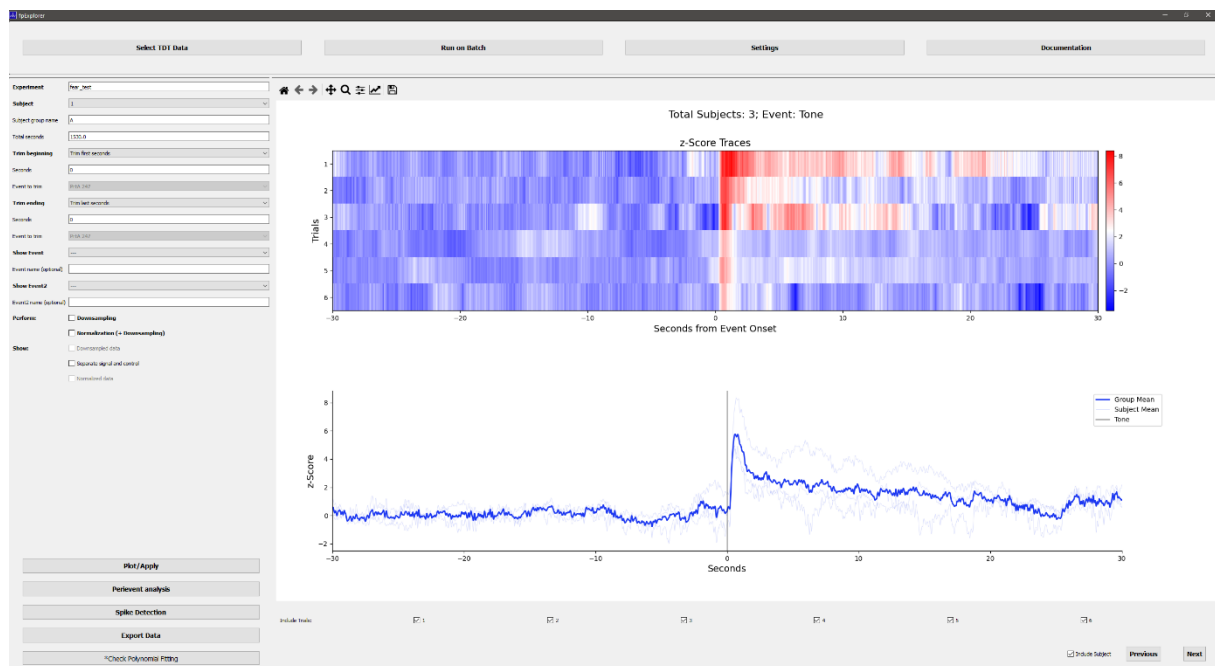 fpExplorer
Select TDT Data
Run on Batch
Settings
Documentation
Experiment
fear_test
Subject
1
Subject group name
A
Total seconds
Trim beginning
Trim first seconds
Seconds
0
Event to trim
Trim ending
Trim last seconds
Seconds
0
Event to trim
Show Event
---
Event name (optional)
Show Event2
---
Event2 name (optional)
Perform:
Downsampling
Normalization (+ Downsampling)
Show:
Downsampled data
Separate signal and control
Normalized data
Plot/Apply
Perievent analysis
Spike Detection
Export Data
*Check Polynomial Fitting
Total Subjects: 3; Event: Tone
z-Score Traces
Trials
1
2
3
4
5
6
−30
−20
−10
0
10
20
30
Seconds from Event Onset
8
6
4
2
0
−2
z-Score
8
6
4
2
0
−2
−30
−20
−10
0
10
20
30
Seconds
Group Mean
Subject Mean
Tone
Include Trials:
1
2
3
4
5
6
Include Subject
Previous
Next